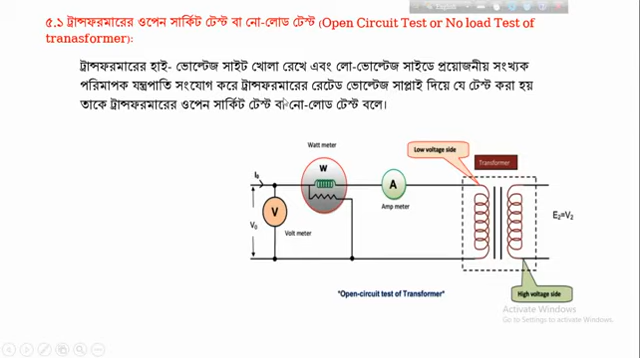 English
৫.১ ট্রান্সফরমারের ওপেন সার্কিট টেস্ট বা নো-লোড টেস্ট (Open Circuit Test or No load Test of
tranasformer):
ট্রান্সফরমারের হাই- ভোল্টেজ সাইট খোলা রেখে এবং লো-ভোল্টেজ সাইডে প্রয়োজনীয় সংখ্যক
পরিমাপক যন্ত্রপাতি সংযোগ করে ট্রান্সফরমারের রেটেড ভোল্টেজ সাপ্লাই দিয়ে যে টেস্ট করা হয়
তাকে ট্রান্সফরমারের ওপেন সার্কিট টেস্ট বা নো-লোড টেস্ট বলে।
Watt meter
Low voltage side
Transformer
W
I₀
A
V
Amp meter
E₂=V₂
V₀
Volt meter
"Open-circuit test of Transformer"
High voltage side
Activate Windows
Go to Settings to activate Windows.